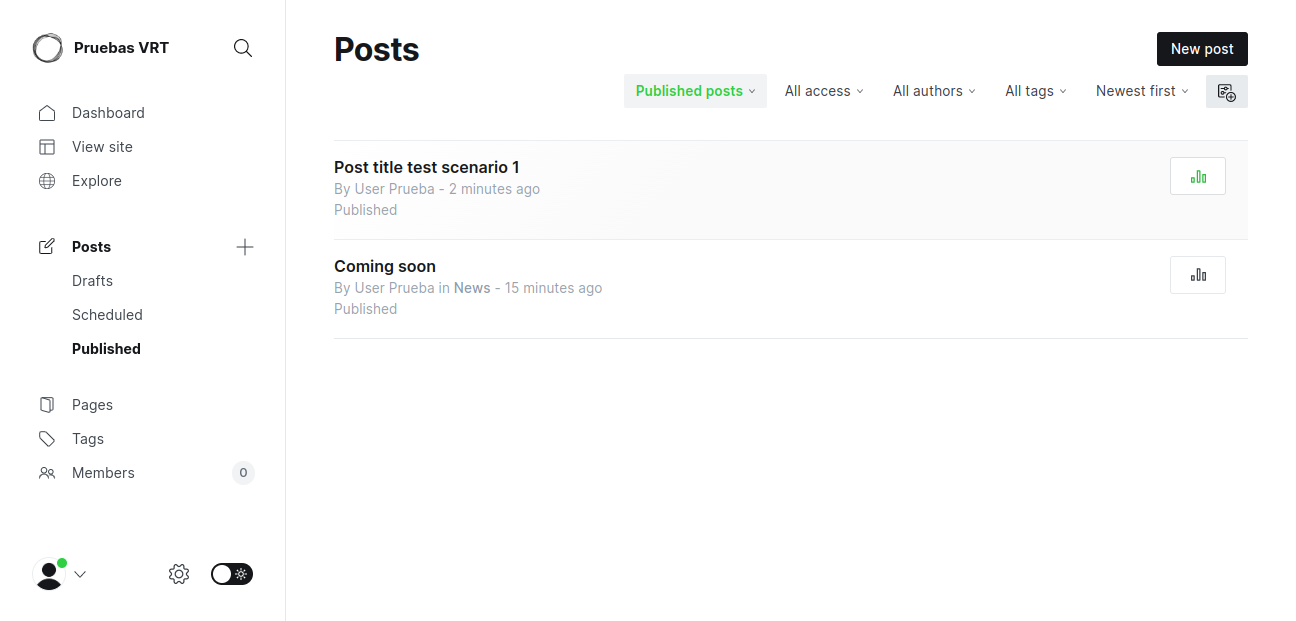 Pruebas VRT
Dashboard
View site
Explore
Posts
Drafts
Scheduled
Published
Pages
Tags
Members 0
Posts
New post
Published posts All access All authors All tags Newest first
Post title test scenario 1
By User Prueba - 2 minutes ago
Published
Coming soon
By User Prueba in News - 15 minutes ago
Published